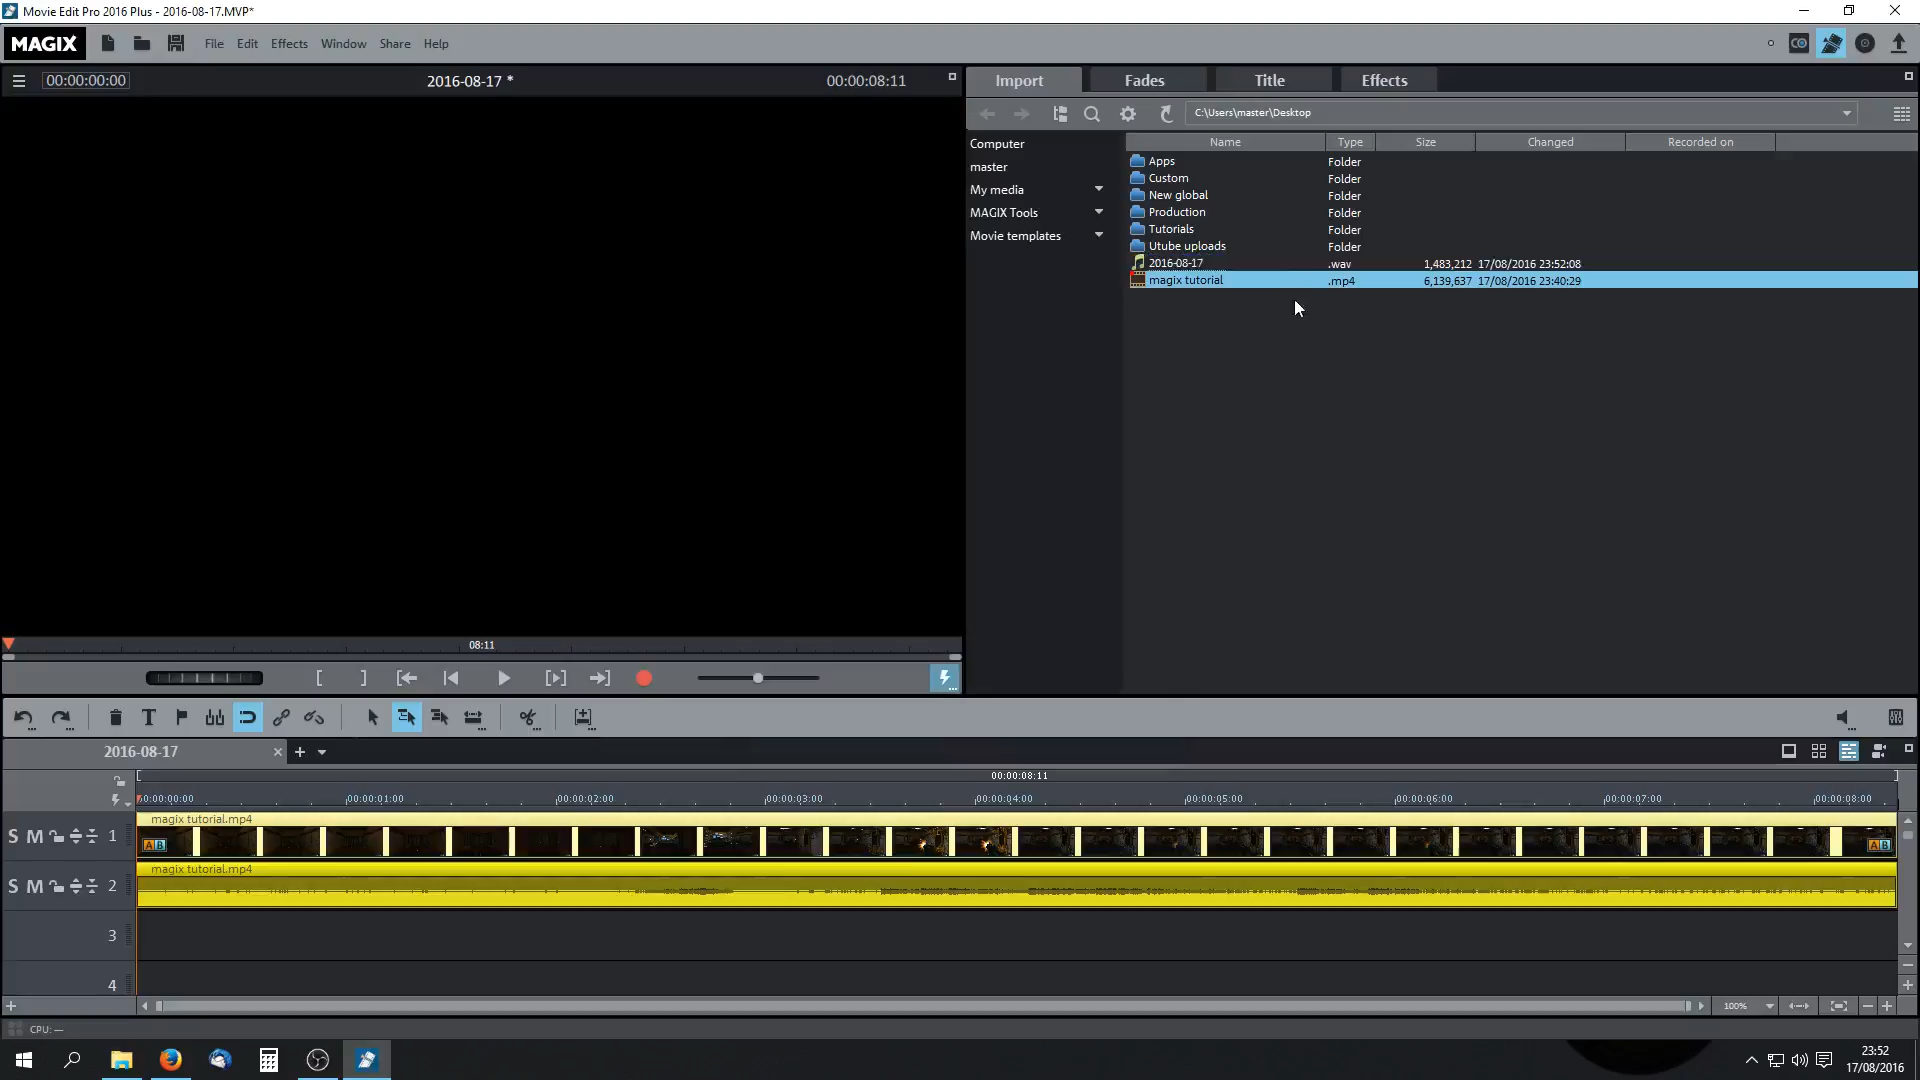 Movie Edit Pro 2016 Plus - 2016-08-17.MVP*
MAGIX File Edit Effects Window Share Help
00:00:00:00 2016-08-17 * 00:00:08:11
Import Fades Title Effects
C:\Users\master\Desktop
Computer
master
My media
MAGIX Tools
Movie templates
Name Type Size Changed Recorded on
Apps Folder
Custom Folder
New global Folder
Production Folder
Tutorials Folder
Utube uploads Folder
2016-08-17 .wav 1,483,212 17/08/2016 23:52:08
magix tutorial .mp4 6,139,637 17/08/2016 23:40:29
08:11
2016-08-17
00:00:08:11
00:00:00:00 00:00:01:00 00:00:02:00 00:00:03:00 00:00:04:00 00:00:05:00 00:00:06:00 00:00:07:00 00:00:08:00
magix tutorial.mp4
S M 1
A B A B
magix tutorial.mp4
S M 2
3
4
100%
CPU: —
23:52
17/08/2016